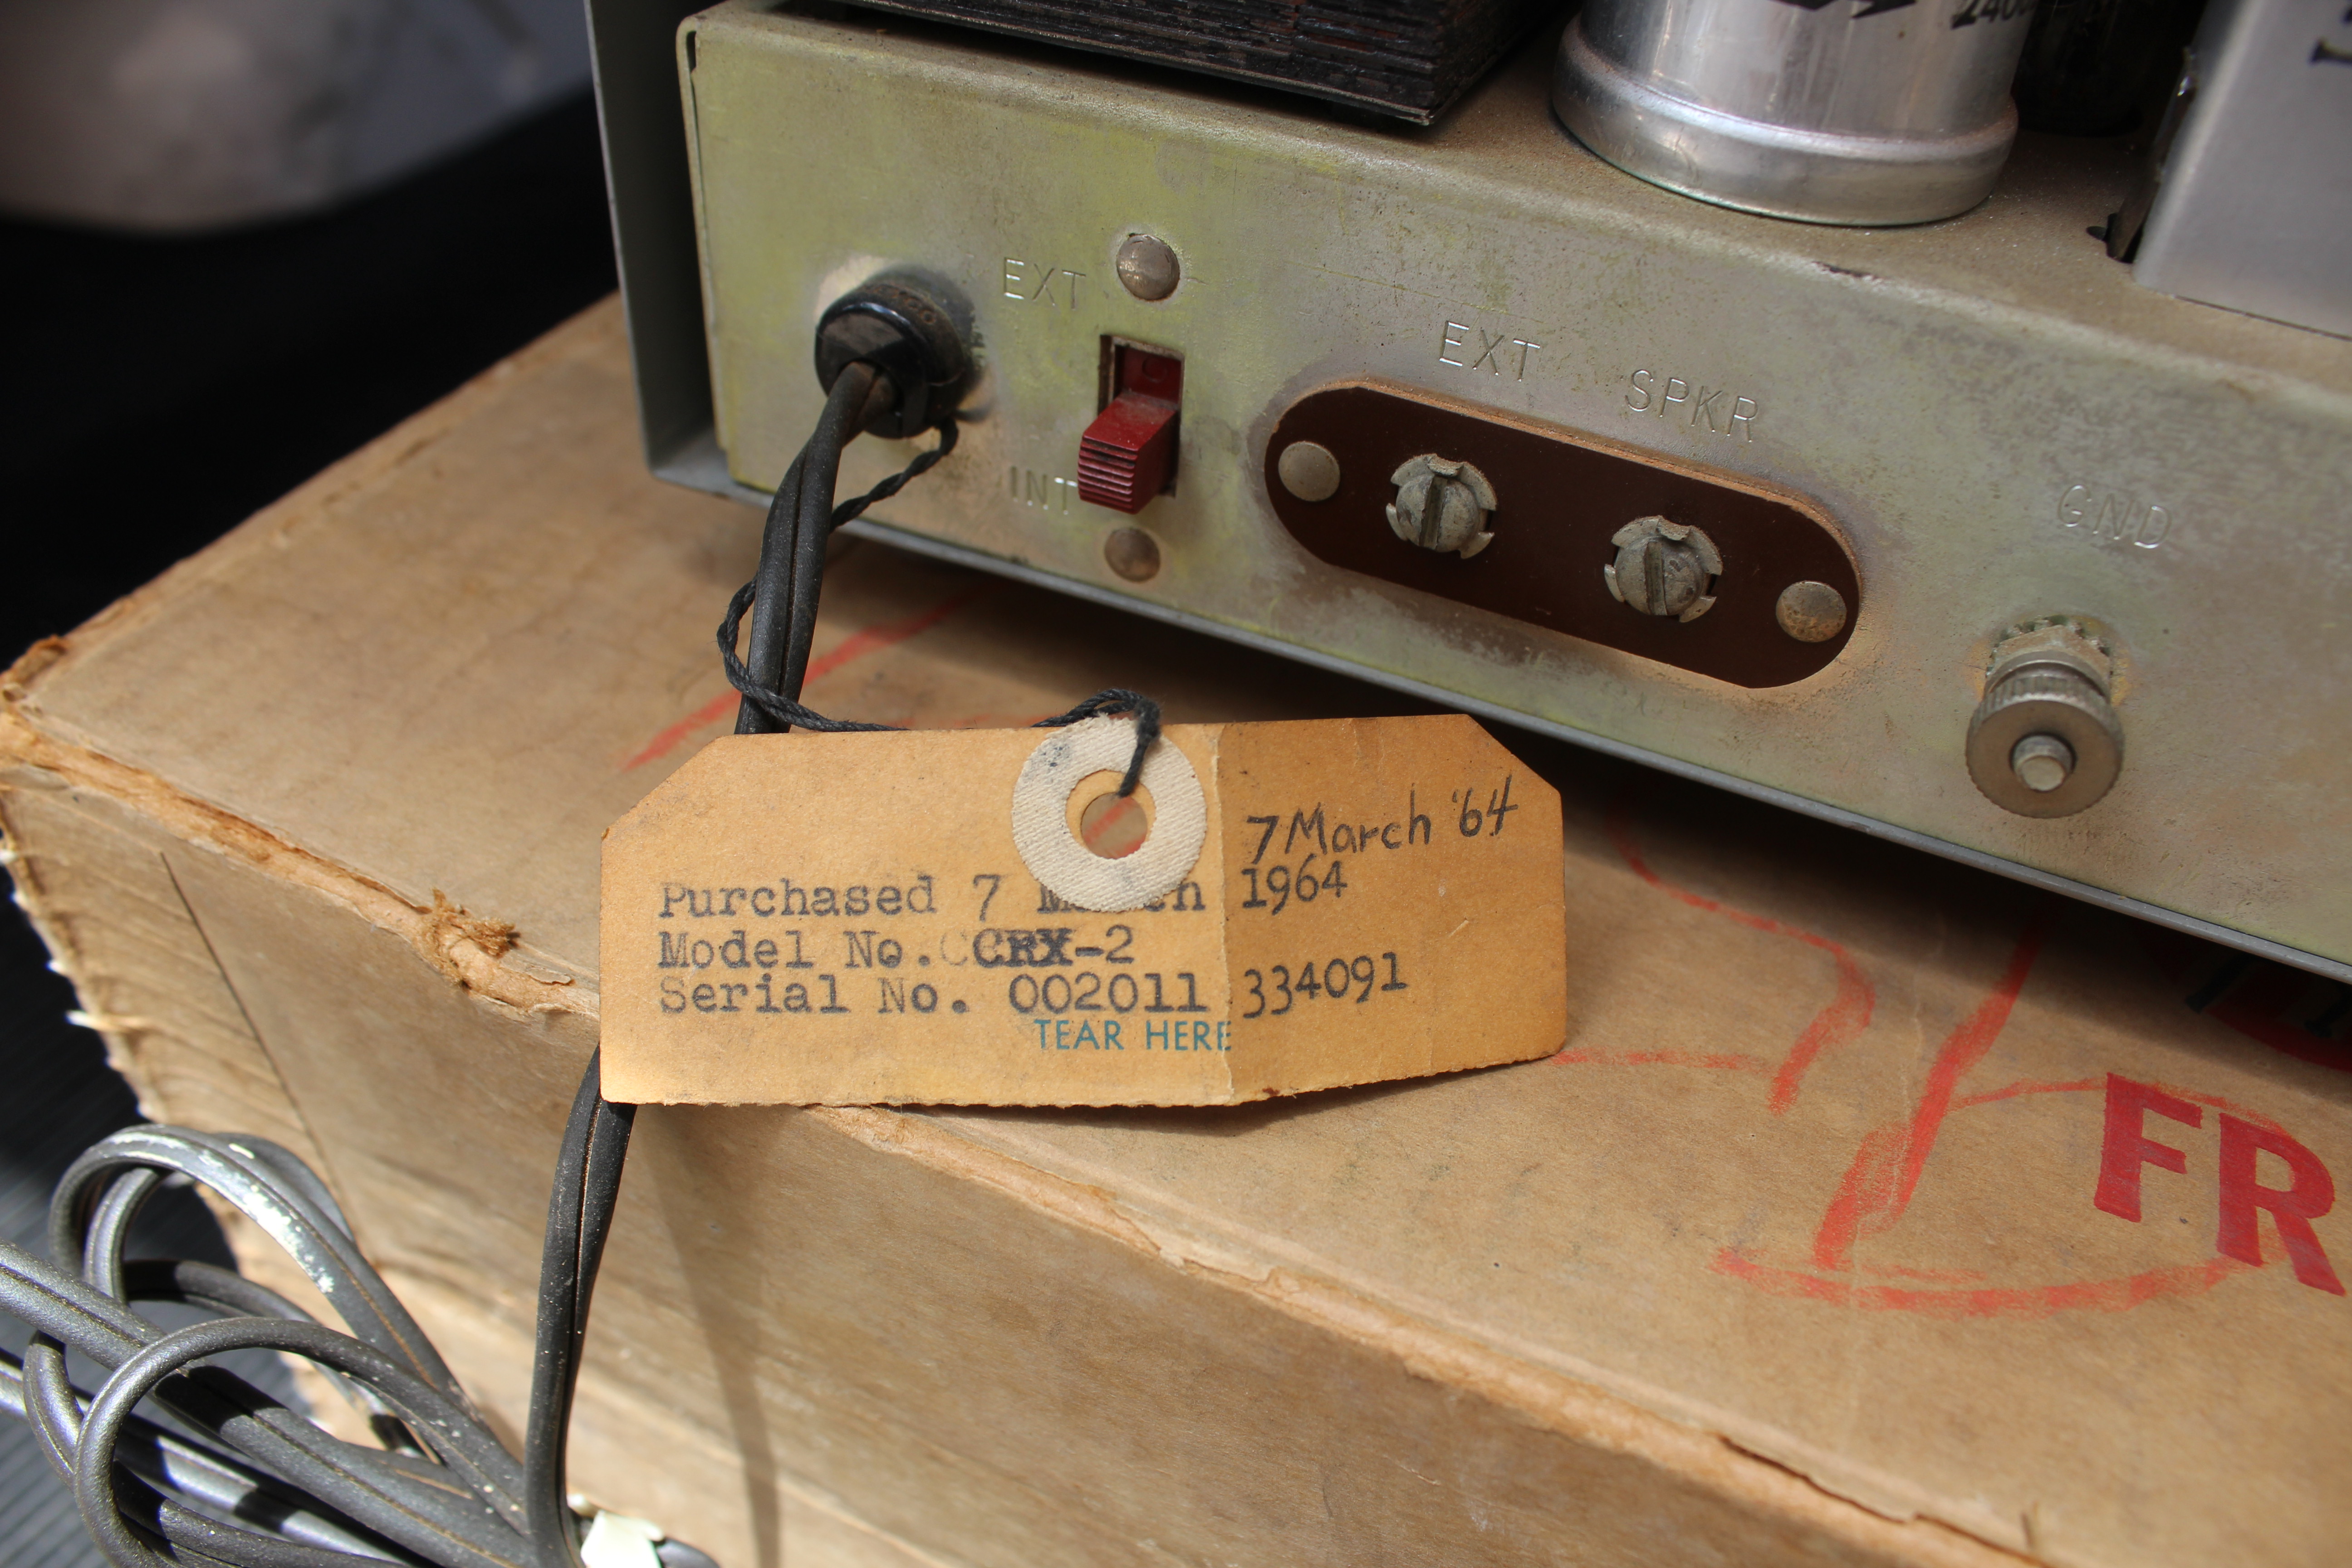 EXT
INT
EXT SPKR
GND
7 March '64
Purchased 7 March 1964
Model No. CRX-2
Serial No. 002011 334091
TEAR HERE
FR